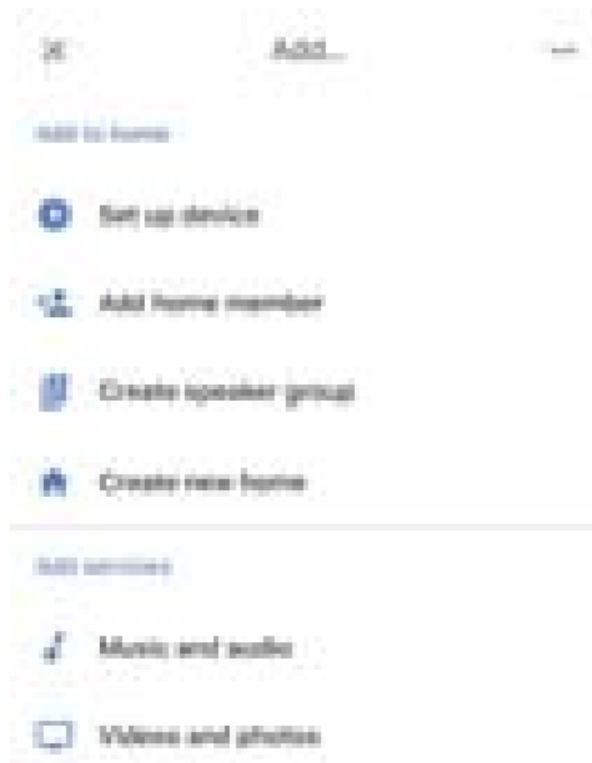 Add...
Add to home
Set up device
Add home member
Create speaker group
Create new home
Add services
Music and audio
Videos and photos